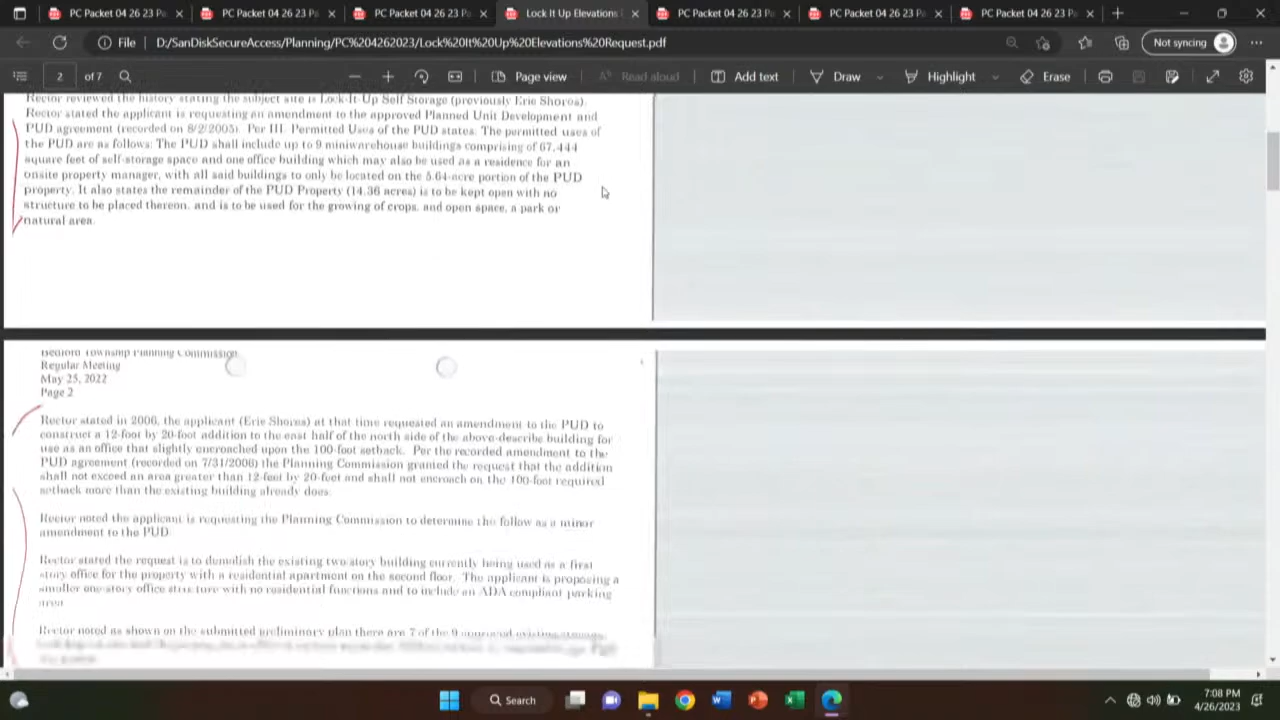 PC Packet 04 26 23 Pa
PC Packet 04 26 23 Pa
PC Packet 04 26 23 Pa
Lock It Up Elevations
PC Packet 04 26 23 Pa
PC Packet 04 26 23 Pa
PC Packet 04 26 23 Pa
File D:/SanDiskSecureAccess/Planning/PC%204262023/Lock%20It%20Up%20Elevations%20Request.pdf
Not syncing
2 of 7
Page view
Read aloud
Add text
Draw
Highlight
Erase
Rector reviewed the history stating the subject site is Lock-It-Up Self Storage (previously Erie Shores).
Rector stated the applicant is requesting an amendment to the approved Planned Unit Development and
PUD agreement (recorded on 8/2/2005). Per III. Permitted Uses of the PUD states: The permitted uses of
the PUD are as follows: The PUD shall include up to 9 miniwarehouse buildings comprising of 67,444
square feet of self-storage space and one office building which may also be used as a residence for an
onsite property manager, with all said buildings to only be located on the 5.64-acre portion of the PUD
property. It also states the remainder of the PUD Property (14.36 acres) is to be kept open with no
structure to be placed thereon, and is to be used for the growing of crops, and open space, a park or
natural area.
Bedford Township Planning Commission
Regular Meeting
May 25, 2022
Page 2
Rector stated in 2006, the applicant (Erie Shores) at that time requested an amendment to the PUD to
construct a 12-foot by 20-foot addition to the east half of the north side of the above-describe building for
use as an office that slightly encroached upon the 100-foot setback. Per the recorded amendment to the
PUD agreement (recorded on 7/31/2006) the Planning Commission granted the request that the addition
shall not exceed an area greater than 12-feet by 20-feet and shall not encroach on the 100-foot required
setback more than the existing building already does.
Rector noted the applicant is requesting the Planning Commission to determine the follow as a minor
amendment to the PUD
Rector stated the request is to demolish the existing two-story building currently being used as a first
story office for the property with a residential apartment on the second floor. The applicant is proposing a
smaller one-story office structure with no residential functions and to include an ADA compliant parking
area
Rector noted as shown on the submitted preliminary plan there are 7 of the 9 approved existing storage
Search
7:08 PM
4/26/2023